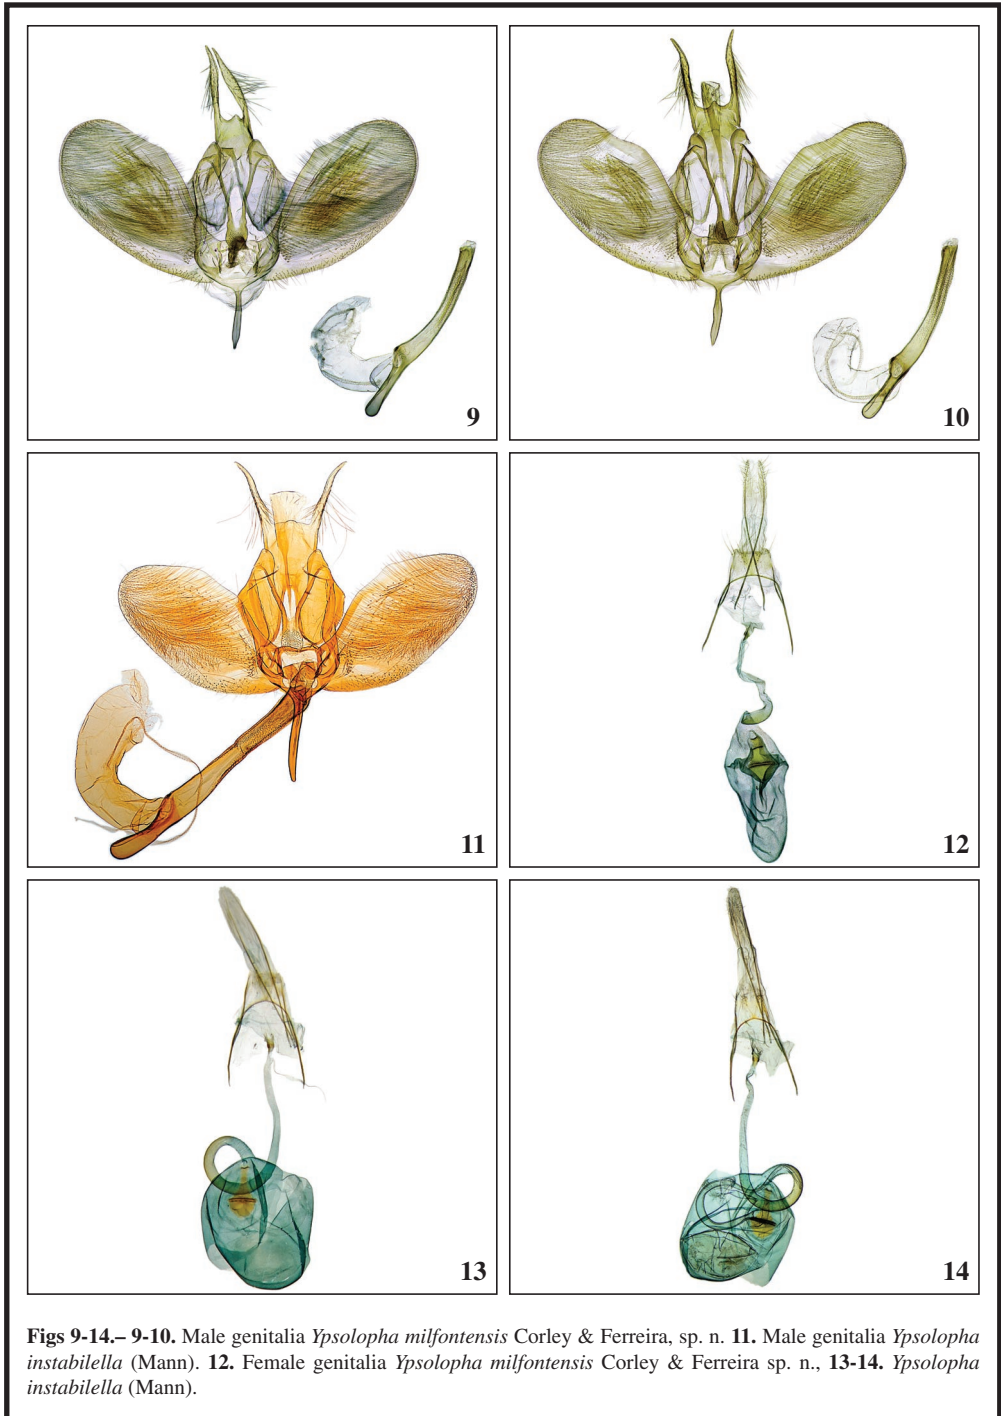 9
10
11
12
13
14
Figs 9-14.– 9-10. Male genitalia Ypsolopha milfontensis Corley & Ferreira, sp. n. 11. Male genitalia Ypsolopha
instabilella (Mann). 12. Female genitalia Ypsolopha milfontensis Corley & Ferreira sp. n., 13-14. Ypsolopha
instabilella (Mann).